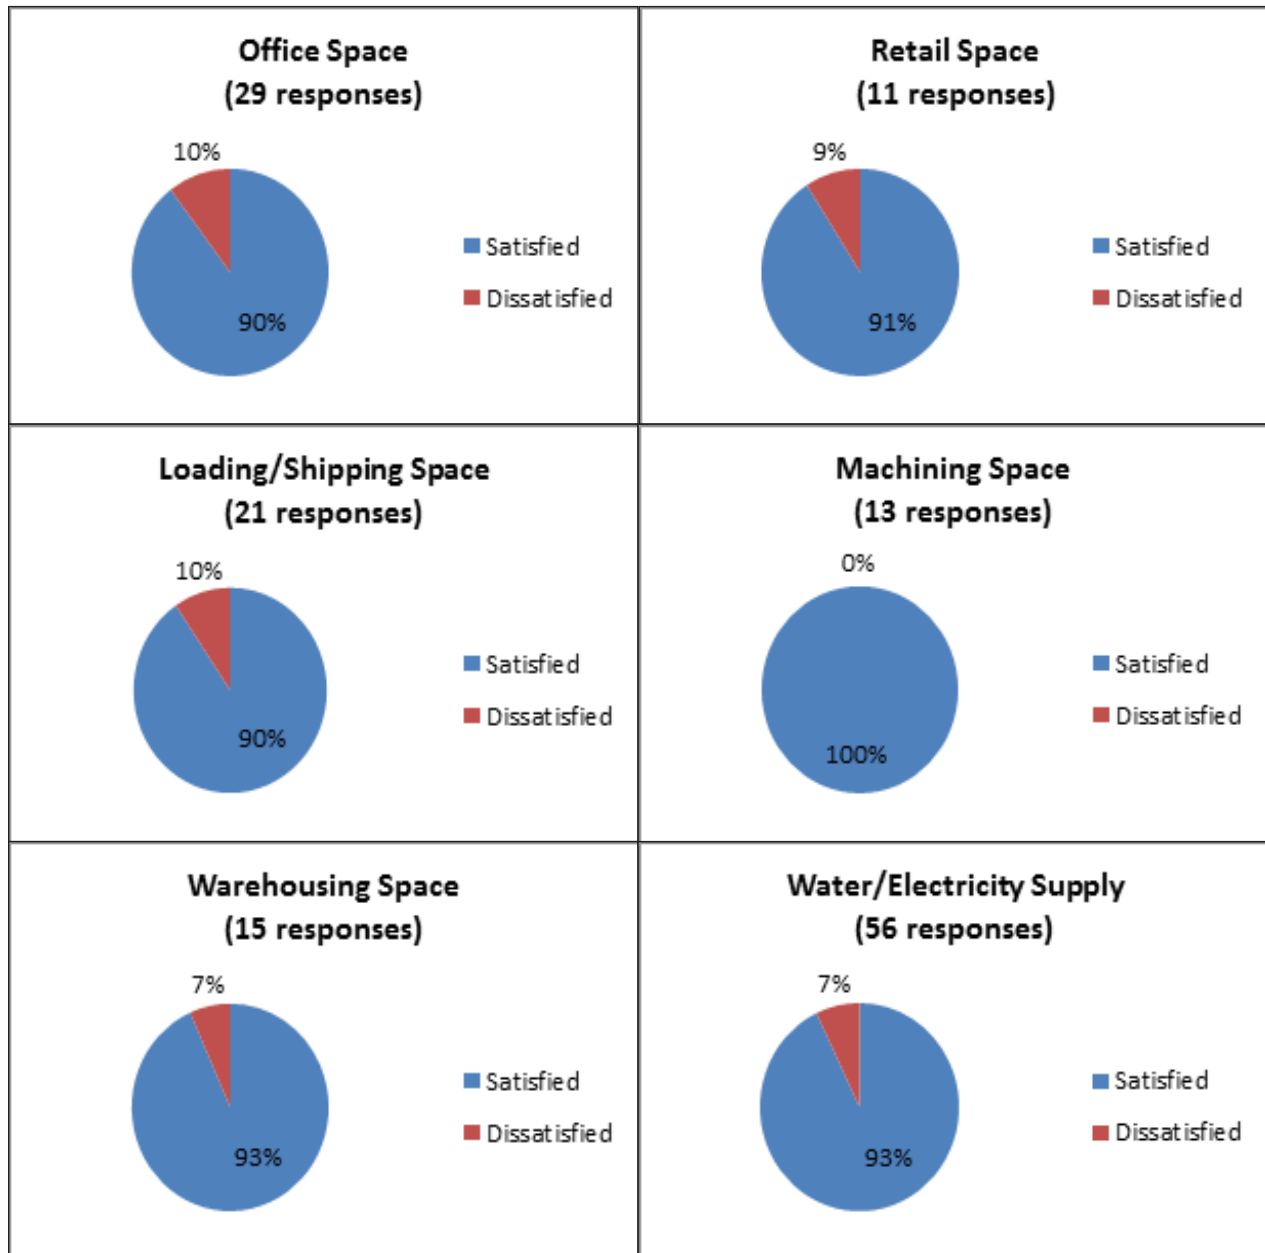 Office Space
(29 responses)
10%
90%
Satisfied
Dissatisfied
Retail Space
(11 responses)
9%
91%
Satisfied
Dissatisfied
Loading/Shipping Space
(21 responses)
10%
90%
Satisfied
Dissatisfied
Machining Space
(13 responses)
0%
100%
Satisfied
Dissatisfied
Warehousing Space
(15 responses)
7%
93%
Satisfied
Dissatisfied
Water/Electricity Supply
(56 responses)
7%
93%
Satisfied
Dissatisfied